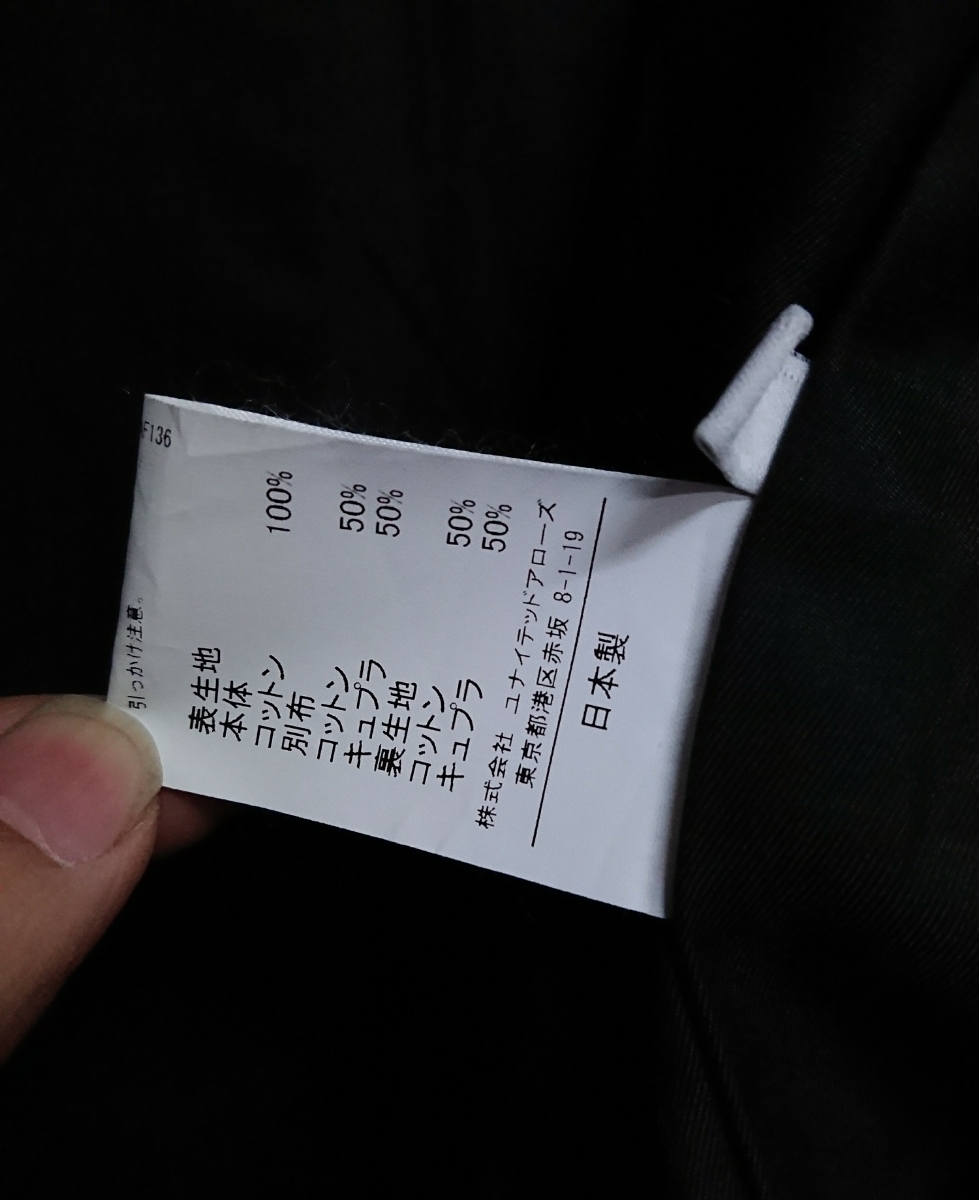 F136
引っかけ注意。
表生地
本体
コットン 100%
別布
コットン 50%
キュプラ 50%
裏生地
コットン 50%
キュプラ 50%
株式会社 ユナイテッドアローズ
東京都港区赤坂 8-1-19
日本製